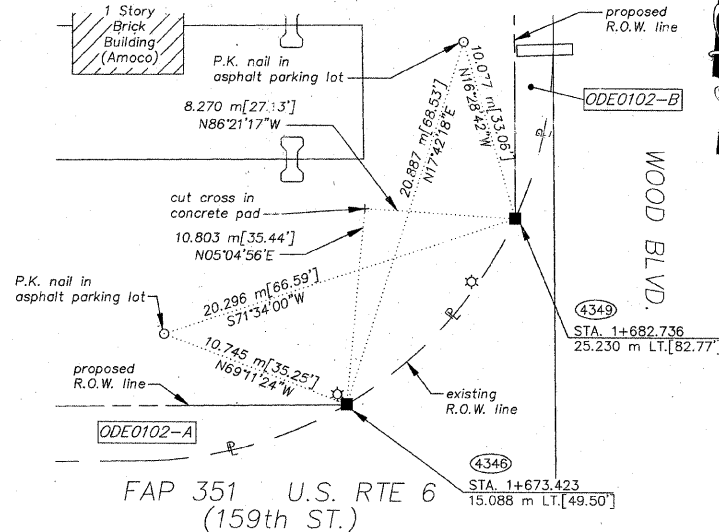 1 Story
Brick
Building
(Amoco)
proposed
R.O.W. line
P.K. nail in
asphalt parking lot
10.077 m[33.06']
N16°28'42"W
20.887 m[68.53']
N17°42'18"E
ODE0102-B
8.270 m[27.13']
N86°21'17"W
WOOD BLVD.
cut cross in
concrete pad
10.803 m[35.44']
N05°04'56"E
P.K. nail in
asphalt parking lot
20.296 m[66.59']
S71°34'00"W
4349
STA. 1+682.736
25.230 m LT.[82.77']
10.745 m[35.25']
N69°11'24"W
proposed
R.O.W. line
existing
R.O.W. line
ODE0102-A
PL
PL
PL
4346
STA. 1+673.423
15.088 m LT.[49.50']
FAP 351 U.S. RTE 6
(159th ST.)